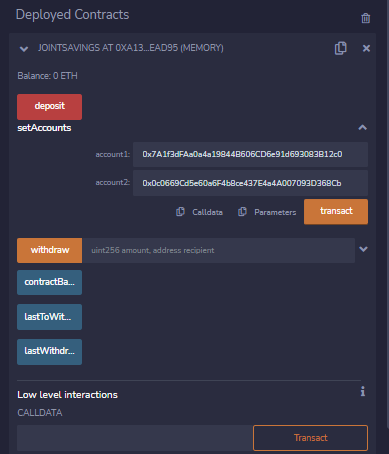 Deployed Contracts
JOINTSAVINGS AT 0XA13...EAD95 (MEMORY)
Balance: 0 ETH
deposit
setAccounts
account1: 0x7A1f3dFAa0a4a19844B606CD6e91d693083B12c0
account2: 0x0c0669Cd5e60a6F4b8ce437E4a4A007093D368Cb
Calldata Parameters transact
withdraw uint256 amount, address recipient
contractBa...
lastToWit...
lastWithdr...
Low level interactions
CALLDATA
Transact